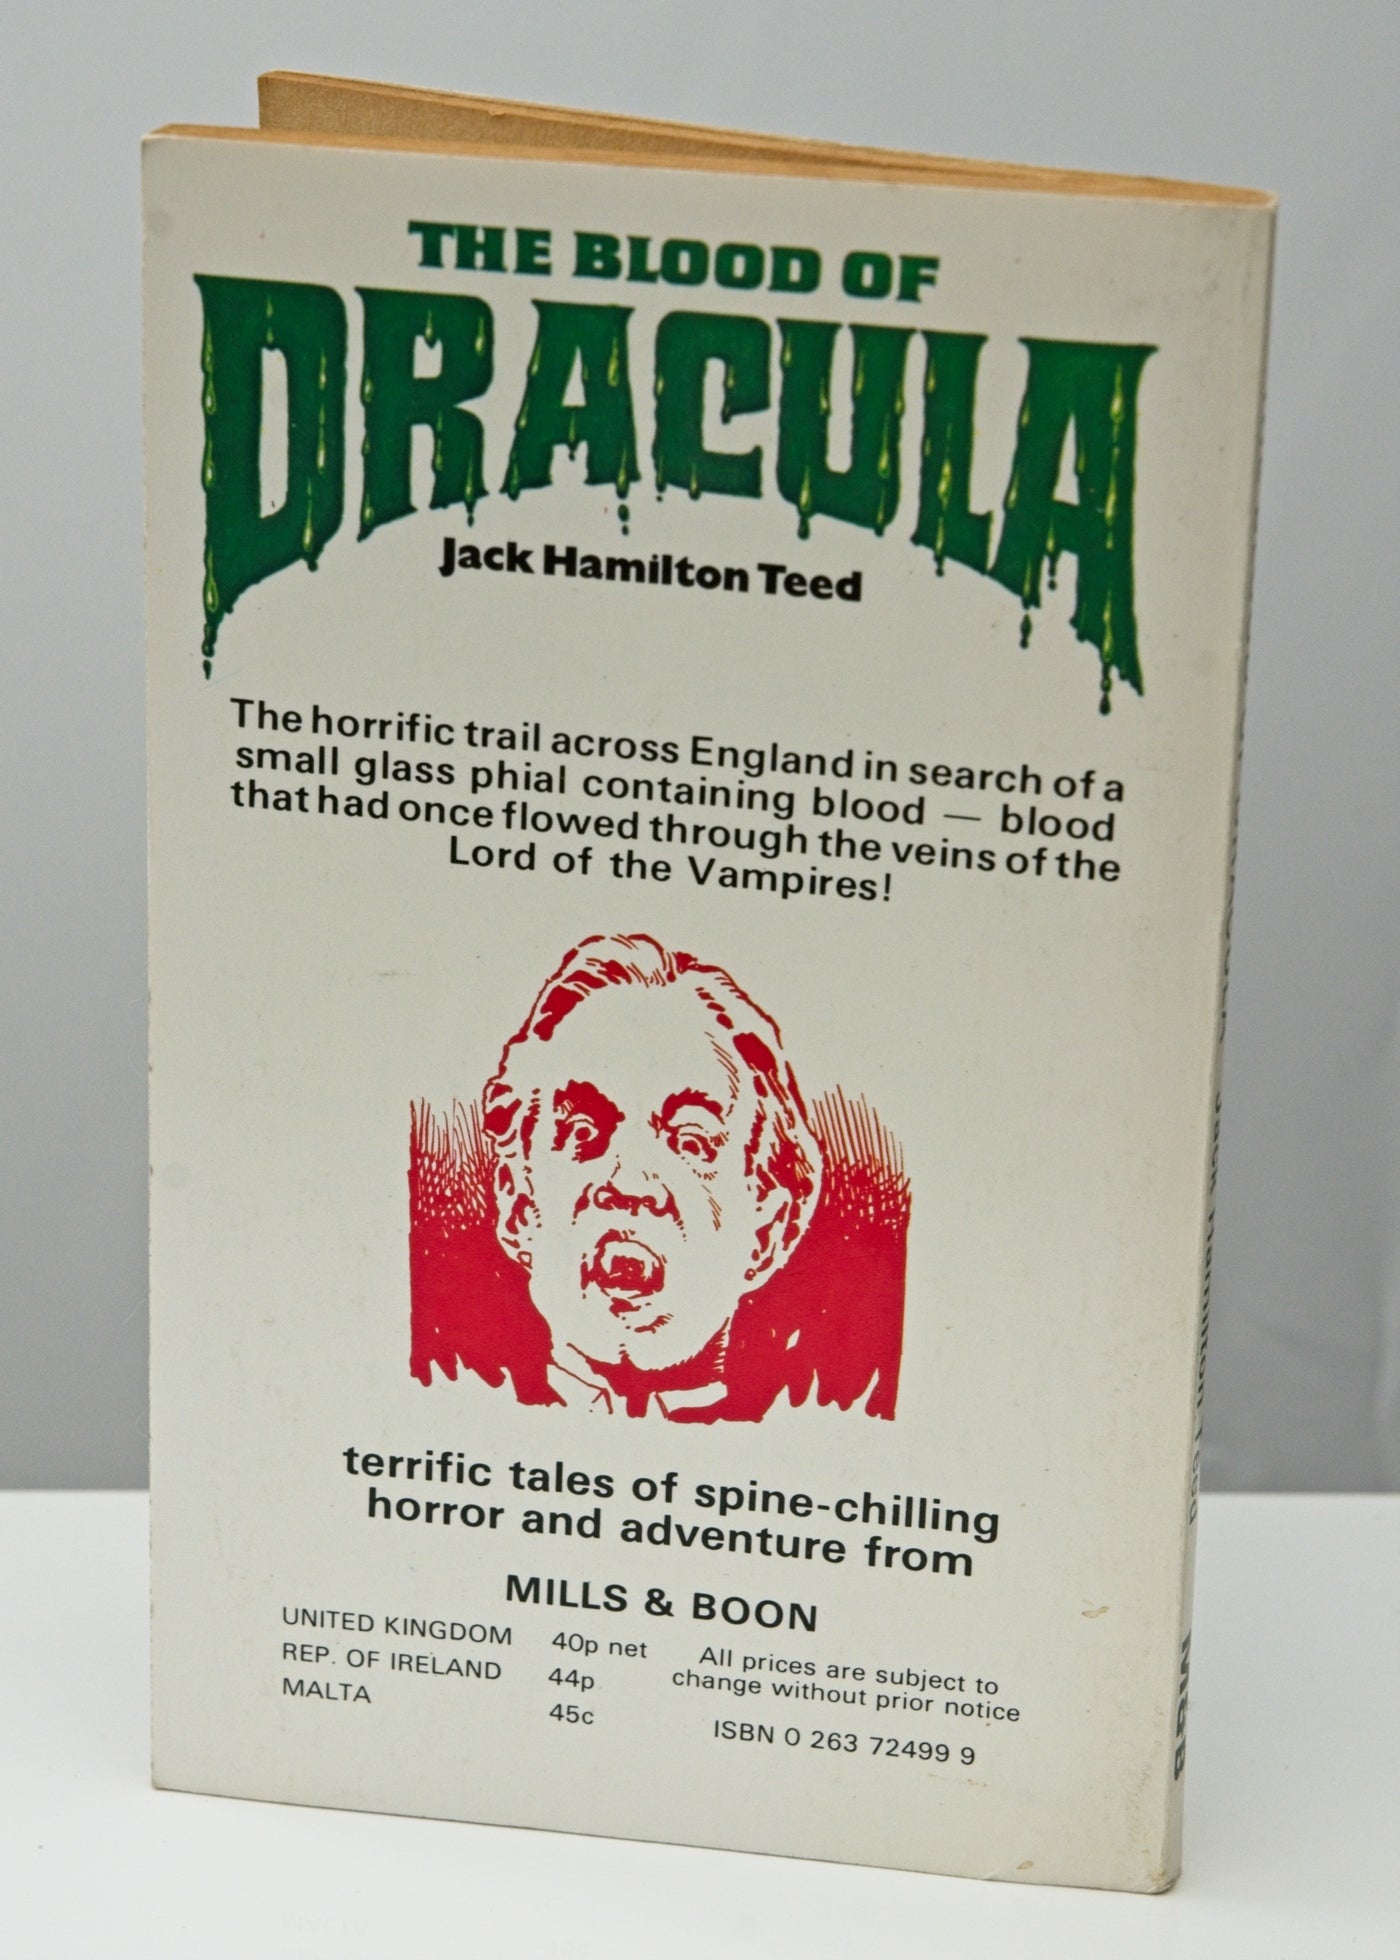 THE BLOOD OF
DRACULA
Jack Hamilton Teed
The horrific trail across England in search of a
small glass phial containing blood — blood
that had once flowed through the veins of the
Lord of the Vampires!
terrific tales of spine-chilling
horror and adventure from
MILLS & BOON
UNITED KINGDOM 40p net
REP. OF IRELAND 44p
MALTA 45c
All prices are subject to
change without prior notice
ISBN 0 263 72499 9
Jack Hamilton Teed
M&B